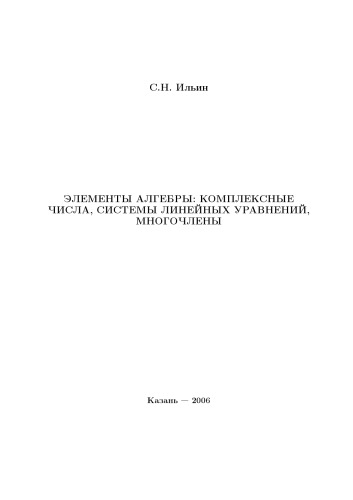 С.Н. Ильин
ЭЛЕМЕНТЫ АЛГЕБРЫ: КОМПЛЕКСНЫЕ
ЧИСЛА, СИСТЕМЫ ЛИНЕЙНЫХ УРАВНЕНИЙ,
МНОГОЧЛЕНЫ
Казань — 2006